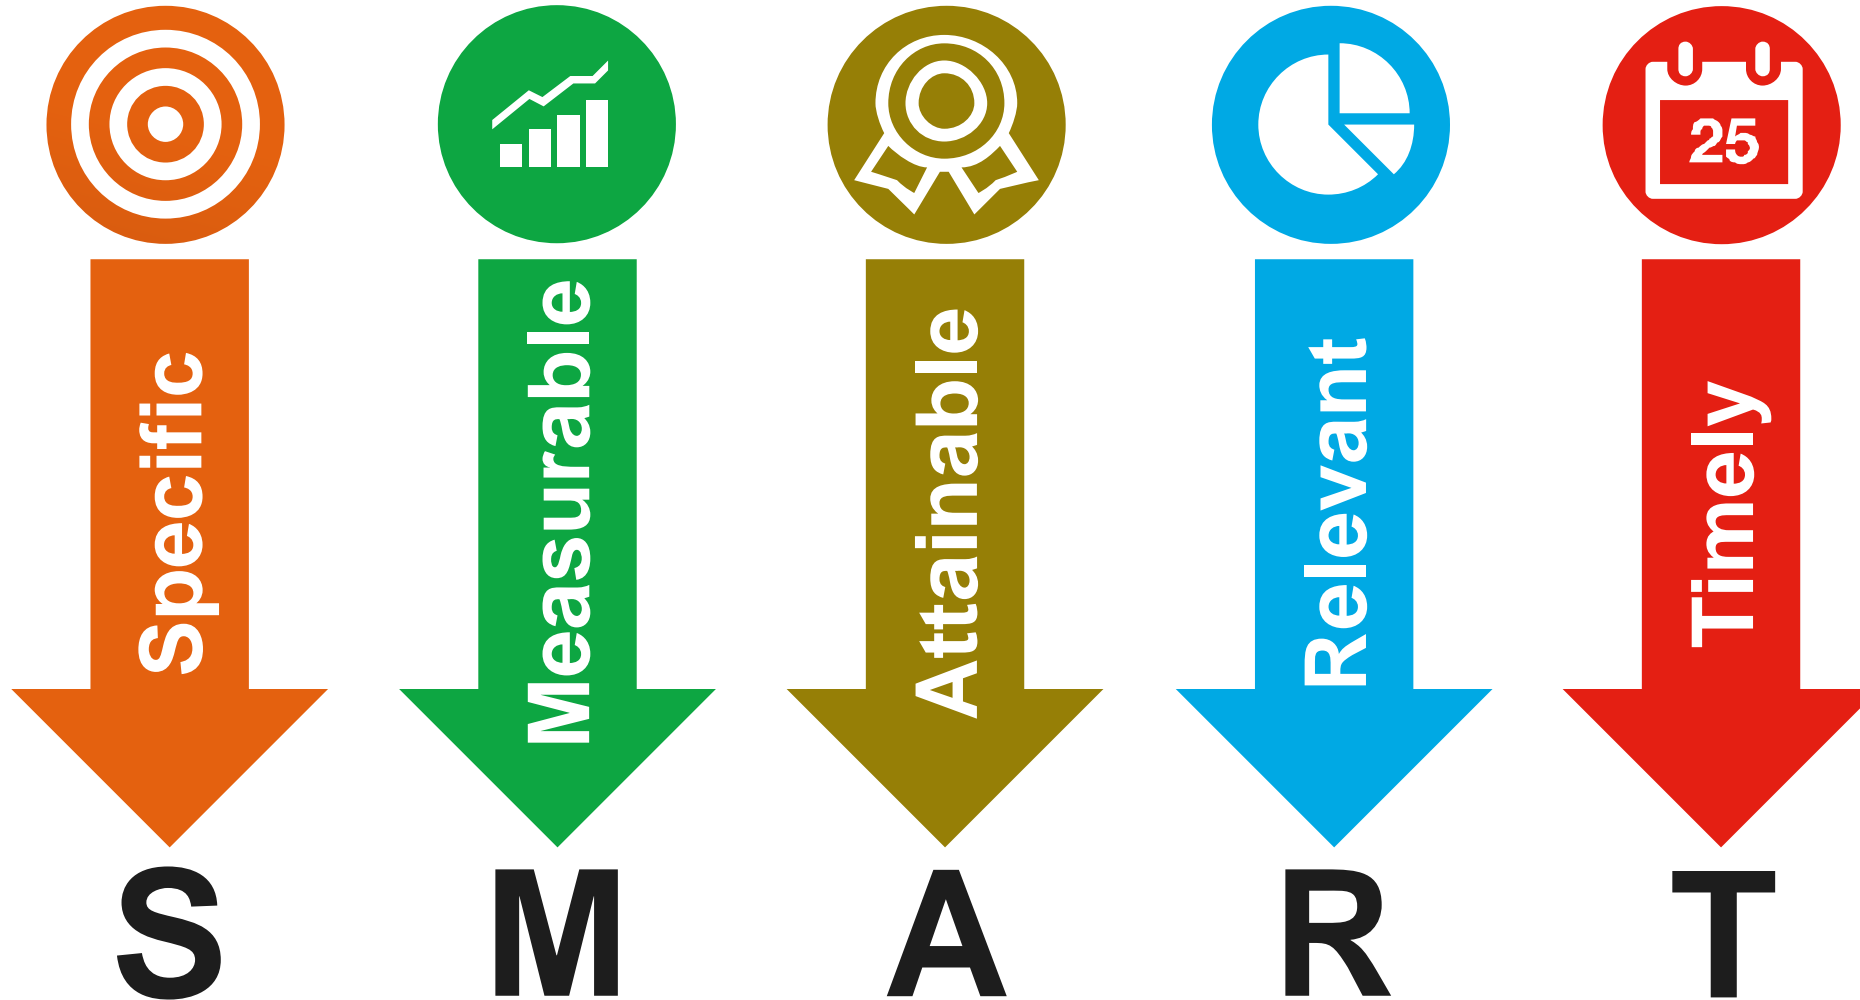 25
Specific
Measurable
Attainable
Relevant
Timely
S M A R T